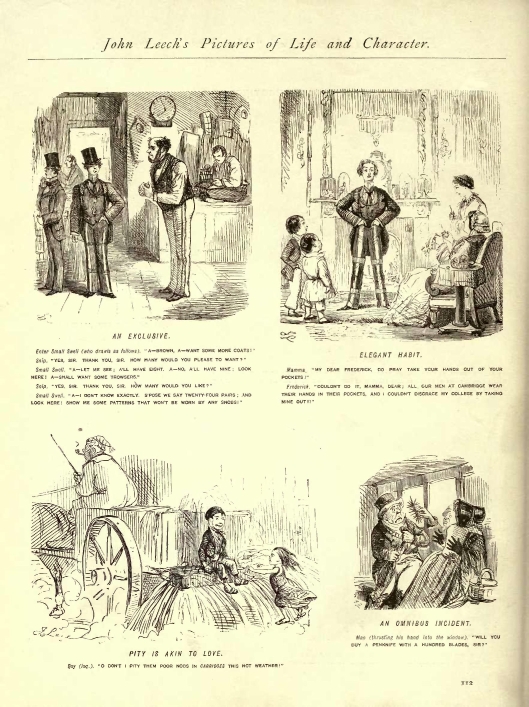 John Leech's Pictures of Life and Character.
AN EXCLUSIVE.
Enter Small Swell (who drawls as follows). "A—BROWN, A—WANT SOME MORE COATS!"
Snip. "YES, SIR. THANK YOU, SIR. HOW MANY WOULD YOU PLEASE TO WANT?"
Small Swell. "A—LET ME SEE; A'LL HAVE EIGHT. A—NO, A'LL HAVE NINE; LOOK
HERE! A—SHALL WANT SOME TROWSERS."
Snip. "YES, SIR. THANK YOU, SIR. HOW MANY WOULD YOU LIKE?"
Small Swell. "A—I DON'T KNOW EXACTLY. S'POSE WE SAY TWENTY-FOUR PAIRS; AND
LOOK HERE! SHOW ME SOME PATTERNS THAT WON'T BE WORN BY ANY SNOBS!"
ELEGANT HABIT.
Mamma. "MY DEAR FREDERICK, DO PRAY TAKE YOUR HANDS OUT OF YOUR
POCKETS!"
Frederick. "COULDN'T DO IT, MAMMA, DEAR; ALL OUR MEN AT CAMBRIDGE WEAR
THEIR HANDS IN THEIR POCKETS, AND I COULDN'T DISGRACE MY COLLEGE BY TAKING
MINE OUT!!!"
PITY IS AKIN TO LOVE.
Boy (loq.). "O DON'T I PITY THEM POOR NOBS IN CARRIDGES THIS HOT WEATHER!"
AN OMNIBUS INCIDENT.
Man (thrusting his hand into the window). "WILL YOU
BUY A PENKNIFE WITH A HUNDRED BLADES, SIR?"
112